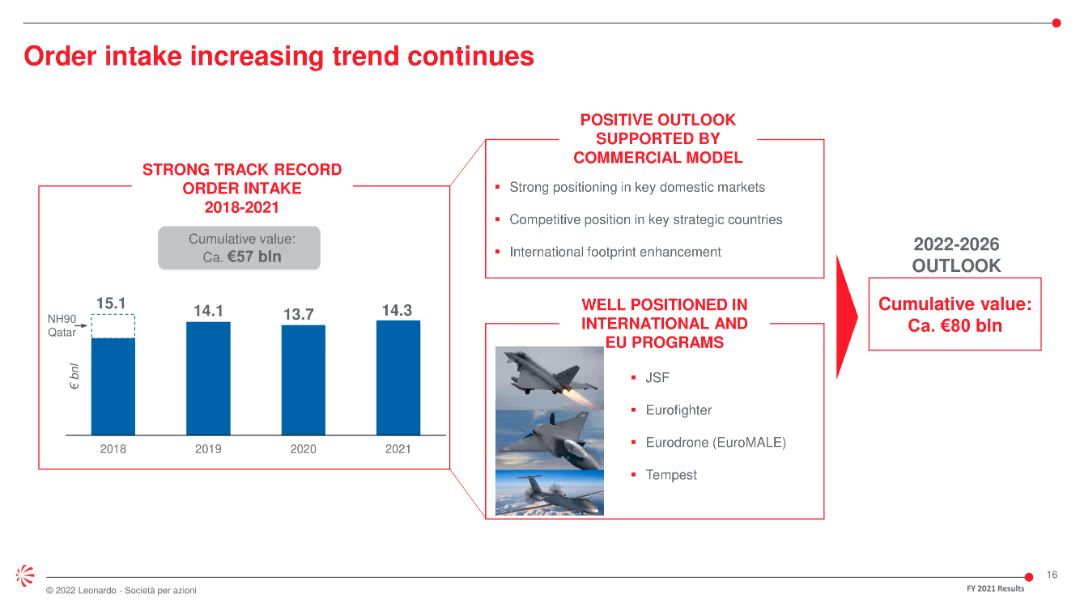 Order intake increasing trend continues
STRONG TRACK RECORD
ORDER INTAKE
2018-2021
Cumulative value:
Ca. €57 bln
15.1
14.1
13.7
14.3
NH90
Qatar
€ bnl
2018
2019
2020
2021
POSITIVE OUTLOOK
SUPPORTED BY
COMMERCIAL MODEL
▪ Strong positioning in key domestic markets
▪ Competitive position in key strategic countries
▪ International footprint enhancement
WELL POSITIONED IN
INTERNATIONAL AND
EU PROGRAMS
▪ JSF
▪ Eurofighter
▪ Eurodrone (EuroMALE)
▪ Tempest
2022-2026
OUTLOOK
Cumulative value:
Ca. €80 bln
© 2022 Leonardo - Società per azioni
FY 2021 Results
16